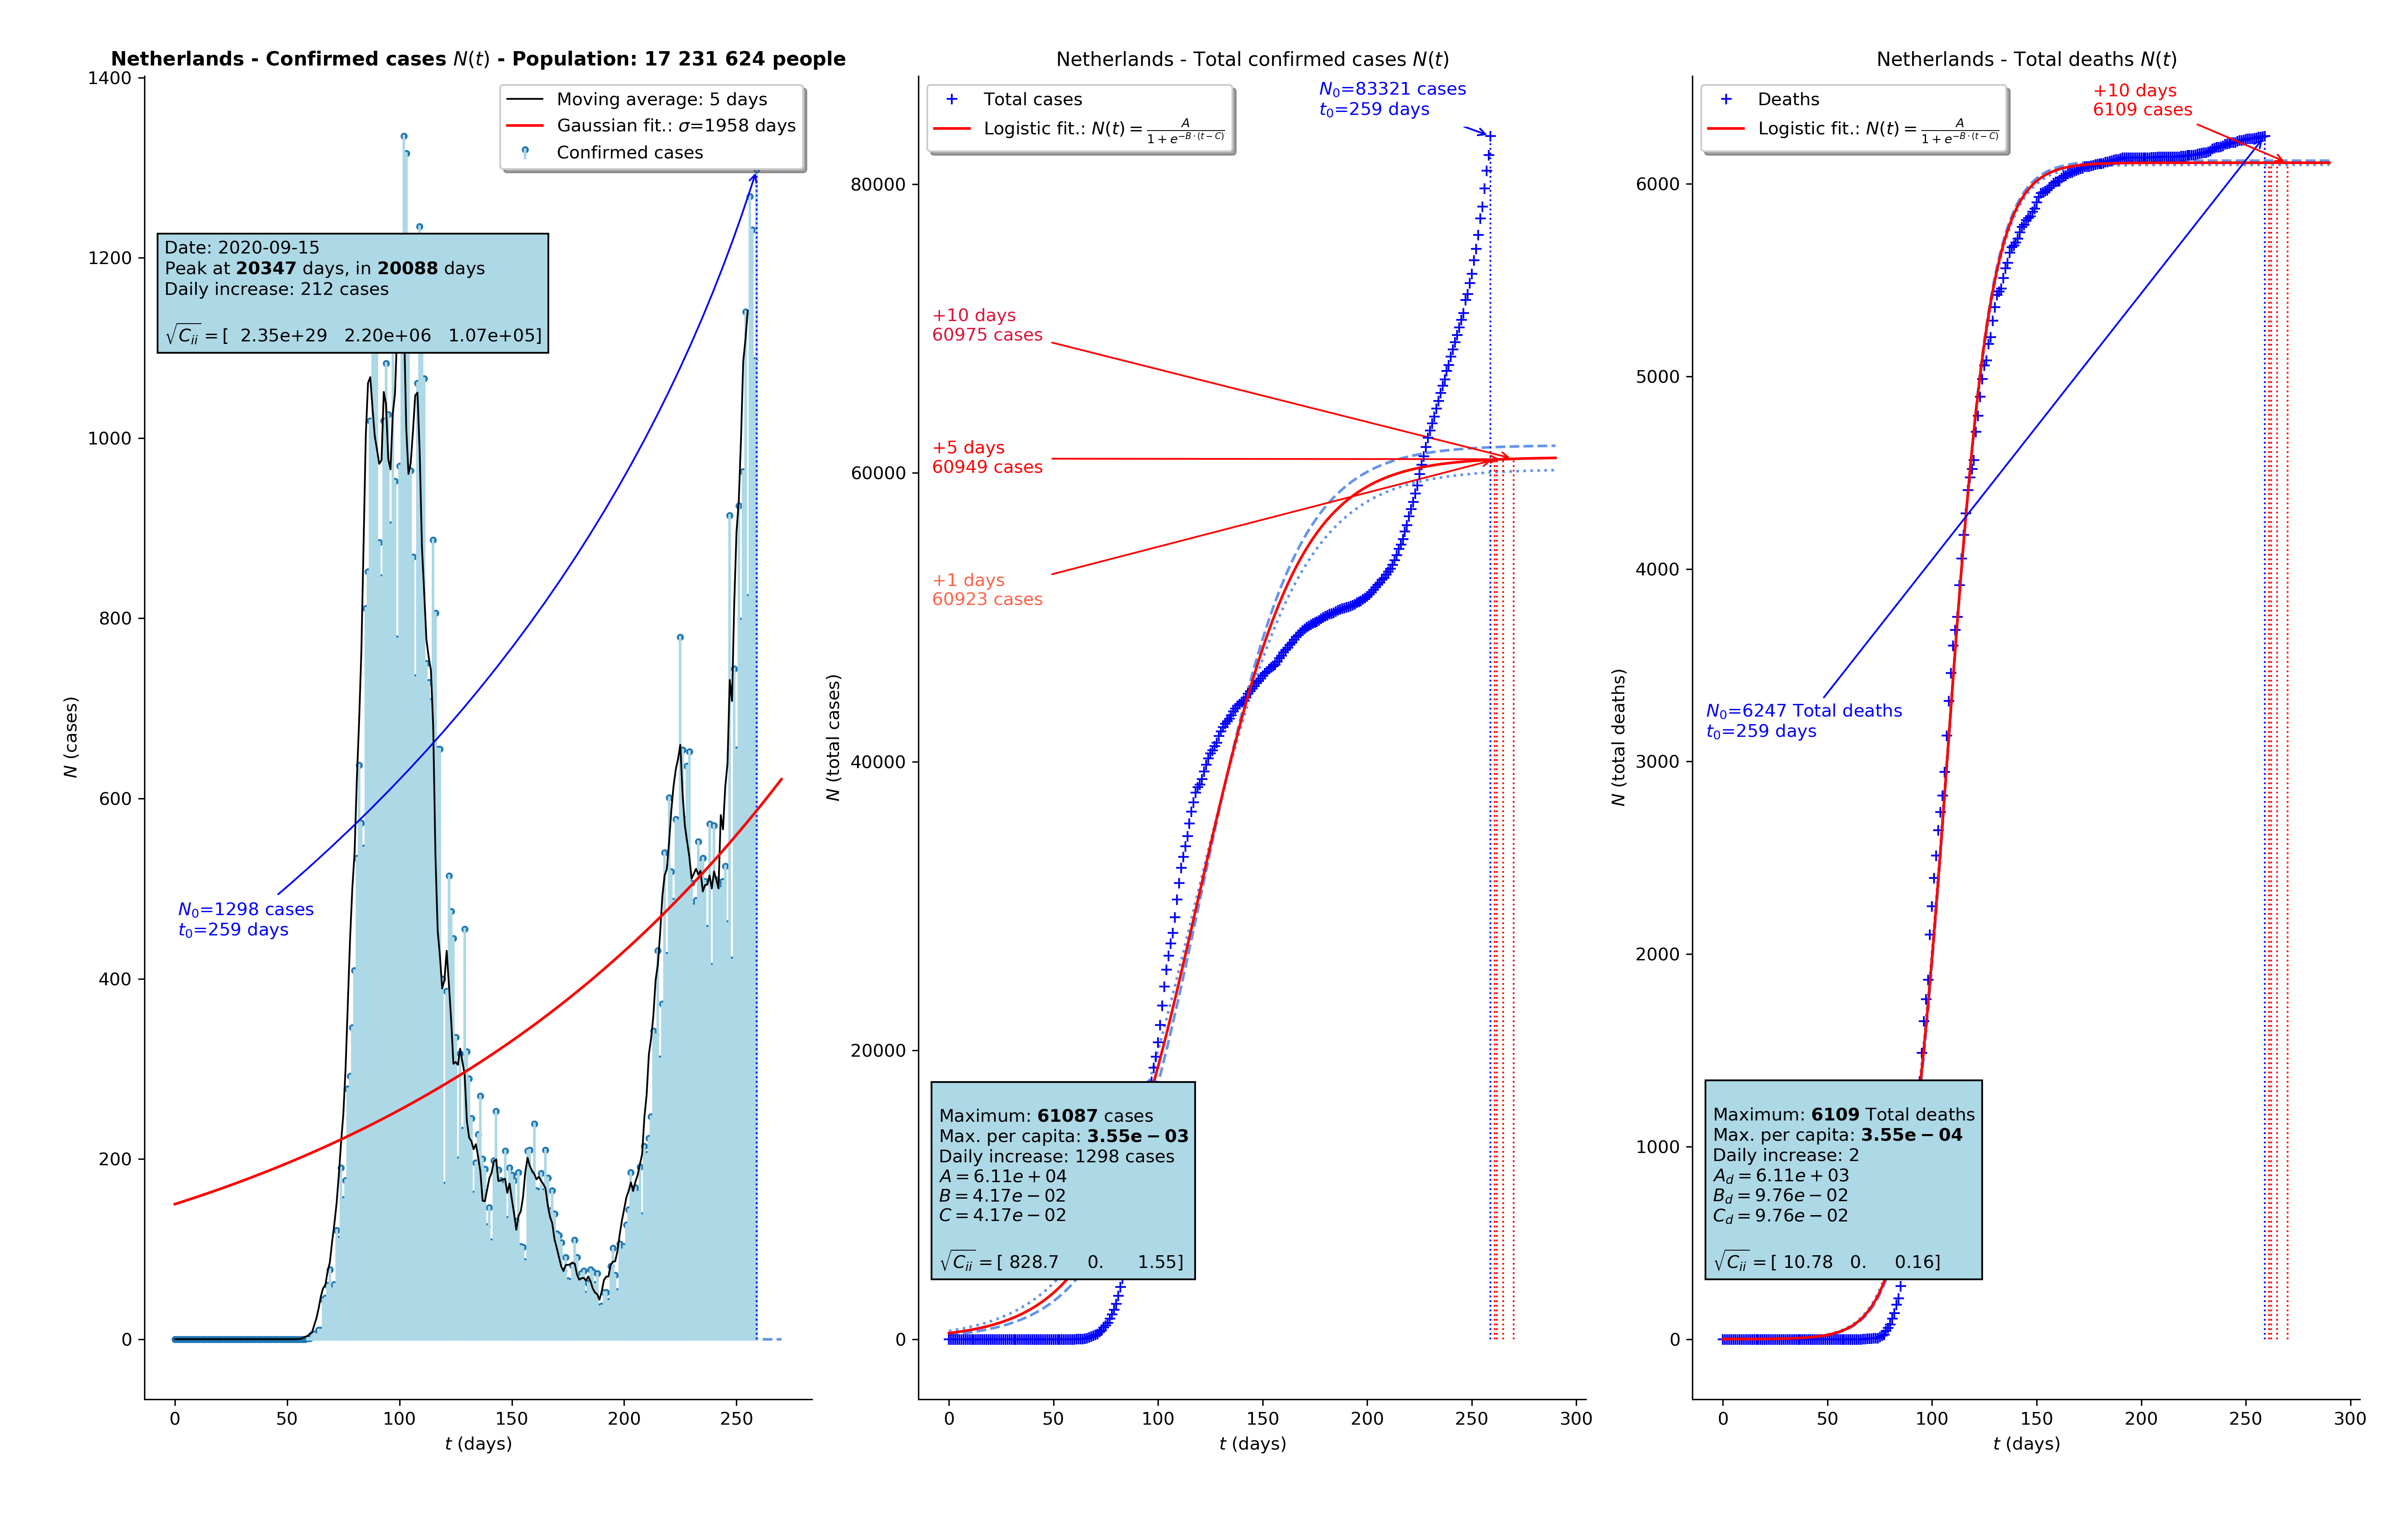 Netherlands - Confirmed cases N(t) - Population: 17 231 624 people
Moving average: 5 days
Gaussian fit.: σ=1958 days
Confirmed cases
Date: 2020-09-15
Peak at 20347 days, in 20088 days
Daily increase: 212 cases
√Cii = [ 2.35e+29 2.20e+06 1.07e+05]
N0=1298 cases
t0=259 days
N (cases)
1400
1200
1000
800
600
400
200
0
0 50 100 150 200 250
t (days)
Netherlands - Total confirmed cases N(t)
Total cases
Logistic fit.: N(t) = A / (1 + e^−B·(t−C))
N0=83321 cases
t0=259 days
+10 days
60975 cases
+5 days
60949 cases
+1 days
60923 cases
Maximum: 61087 cases
Max. per capita: 3.55e − 03
Daily increase: 1298 cases
A = 6.11e + 04
B = 4.17e − 02
C = 4.17e − 02
√Cii = [ 828.7 0. 1.55]
N (total cases)
80000
60000
40000
20000
0
0 50 100 150 200 250 300
t (days)
Netherlands - Total deaths N(t)
Deaths
Logistic fit.: N(t) = A / (1 + e^−B·(t−C))
+10 days
6109 cases
N0=6247 Total deaths
t0=259 days
Maximum: 6109 Total deaths
Max. per capita: 3.55e − 04
Daily increase: 2
Ad = 6.11e + 03
Bd = 9.76e − 02
Cd = 9.76e − 02
√Cii = [ 10.78 0. 0.16]
N (total deaths)
6000
5000
4000
3000
2000
1000
0
0 50 100 150 200 250 300
t (days)